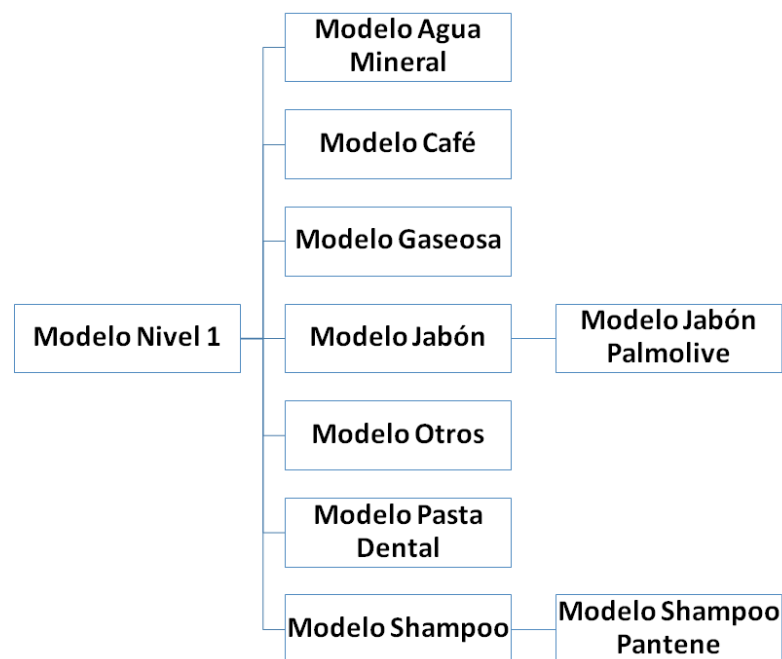 Modelo Agua
Mineral
Modelo Café
Modelo Gaseosa
Modelo Nivel 1
Modelo Jabón
Modelo Jabón
Palmolive
Modelo Otros
Modelo Pasta
Dental
Modelo Shampoo
Modelo Shampoo
Pantene